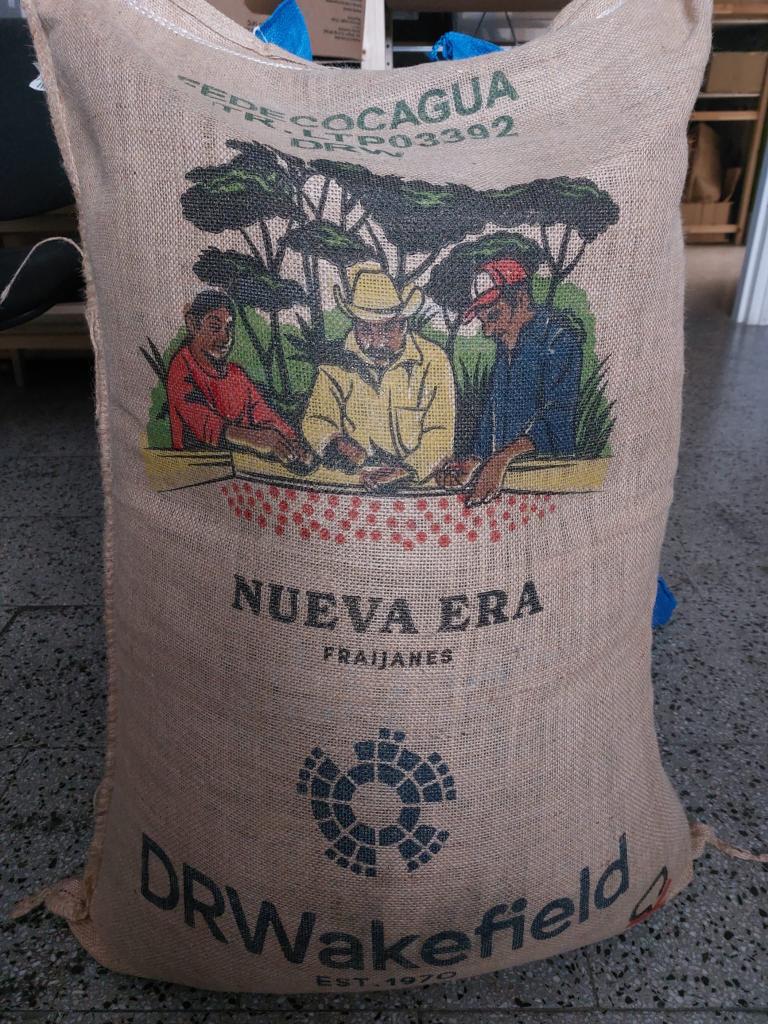 FEDECOCAGUA
TR.LTP03392
DRW
NUEVA ERA
FRAIJANES
DRWakefield
EST.1970